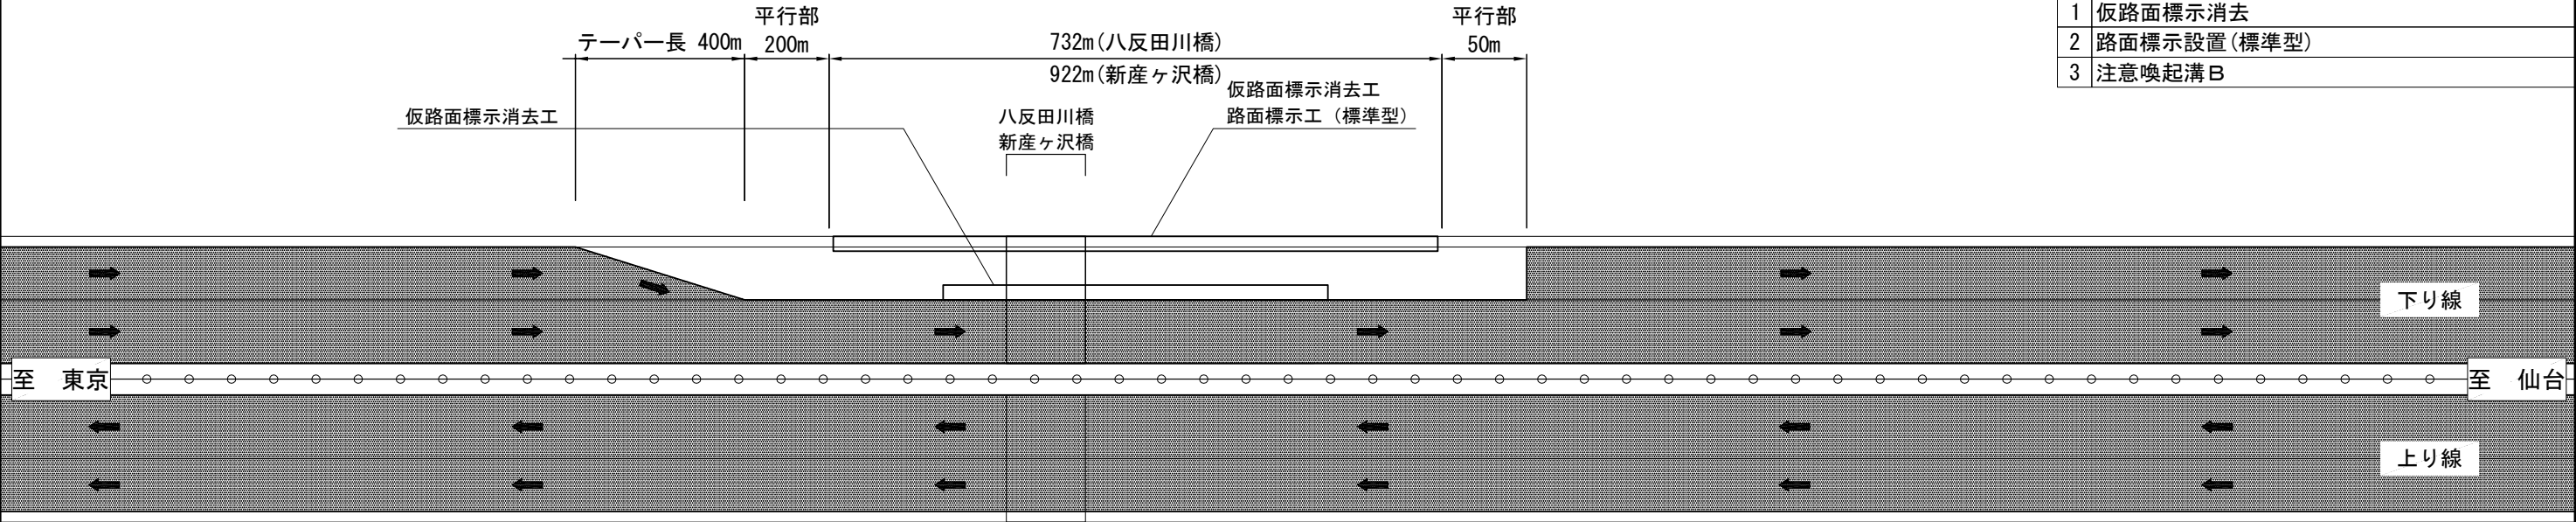 平行部
テーパー長 400m
200m
732m(八反田川橋)
922m(新産ヶ沢橋)
平行部
50m
1 仮路面標示消去
2 路面標示設置(標準型)
3 注意喚起溝B
仮路面標示消去工
八反田川橋
新産ヶ沢橋
仮路面標示消去工
路面標示工（標準型）
下り線
至　東京
至　仙台
上り線